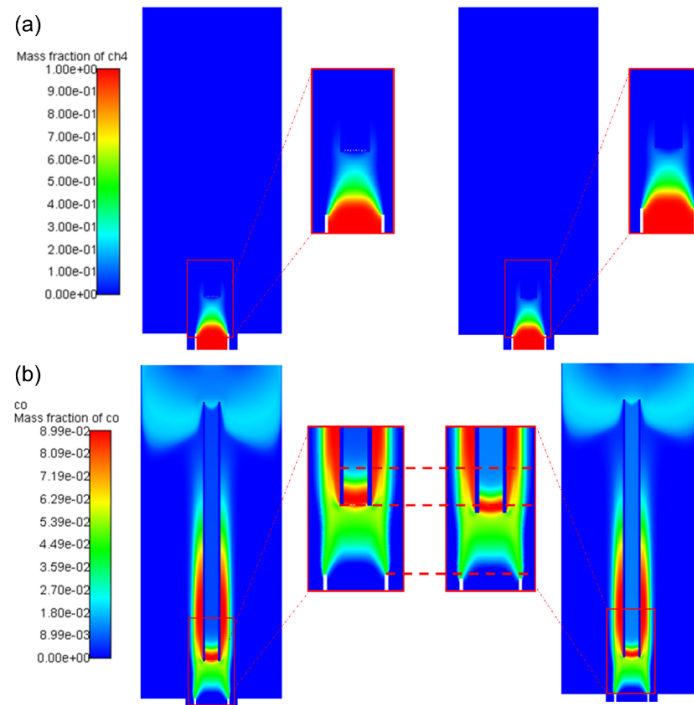 (a)
Mass fraction of ch4
1.00e+00
9.00e-01
8.00e-01
7.00e-01
6.00e-01
5.00e-01
4.00e-01
3.00e-01
2.00e-01
1.00e-01
0.00e+00
(b)
co
Mass fraction of co
8.99e-02
8.09e-02
7.19e-02
6.29e-02
5.39e-02
4.49e-02
3.59e-02
2.70e-02
1.80e-02
8.99e-03
0.00e+00